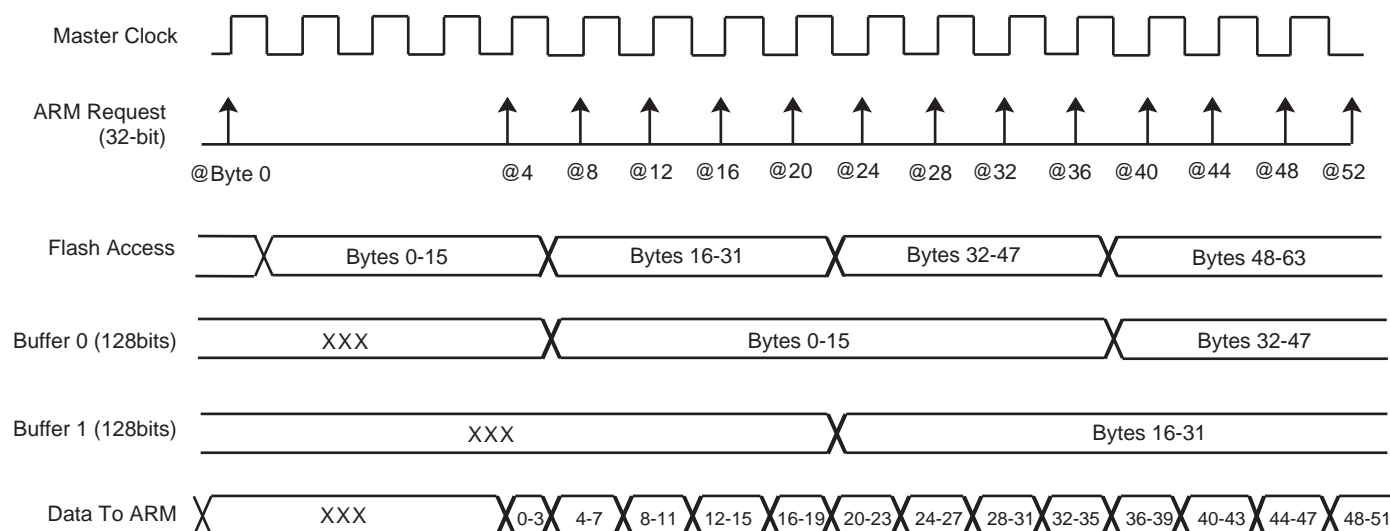 Master Clock
ARM Request
(32-bit)
@Byte 0 @4 @8 @12 @16 @20 @24 @28 @32 @36 @40 @44 @48 @52
Flash Access Bytes 0-15 Bytes 16-31 Bytes 32-47 Bytes 48-63
Buffer 0 (128bits) XXX Bytes 0-15 Bytes 32-47
Buffer 1 (128bits) XXX Bytes 16-31
Data To ARM XXX 0-3 4-7 8-11 12-15 16-19 20-23 24-27 28-31 32-35 36-39 40-43 44-47 48-51